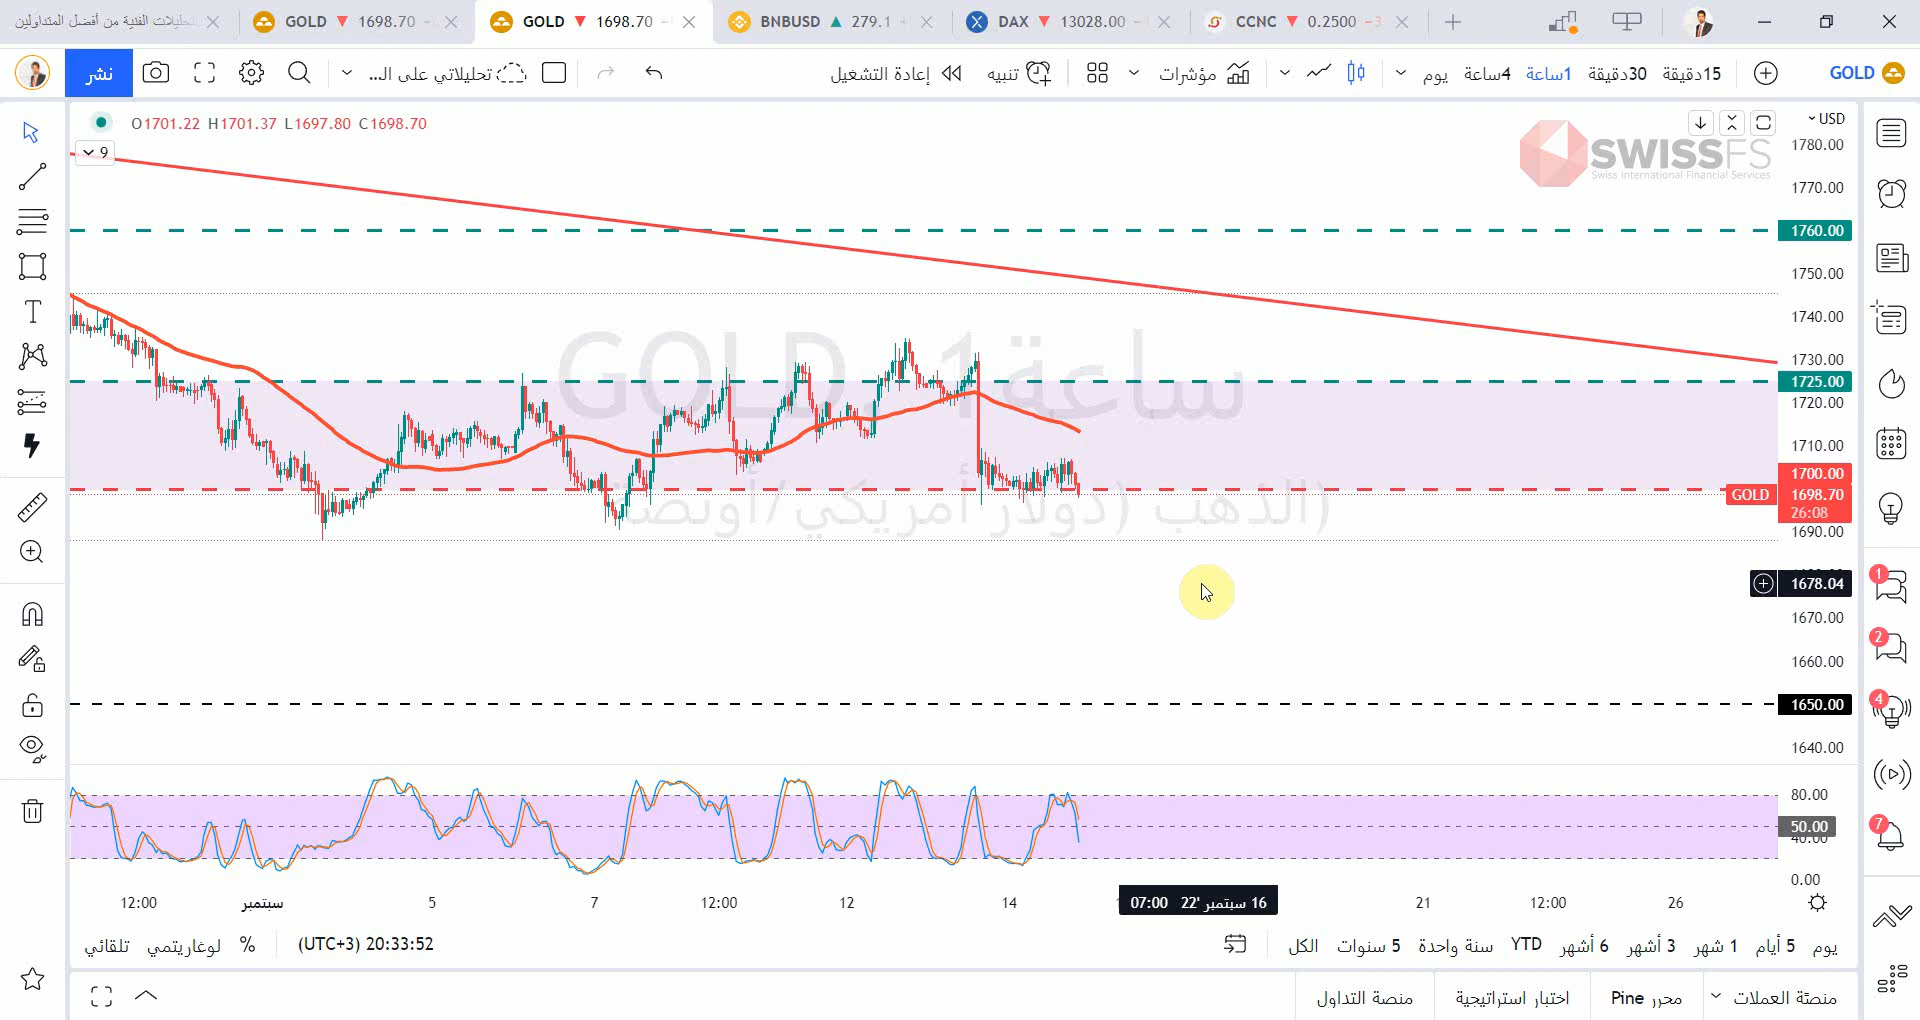 تحليلات الفنية من أفضل المتداولين
GOLD ▼ 1698.70
GOLD ▼ 1698.70
BNBUSD ▲ 279.1
DAX ▼ 13028.00
CCNC ▼ 0.2500 −3
نشر
تحليلاتي على الـ...
إعادة التشغيل
تنبيه
مؤشرات
يوم
4ساعة
1ساعة
30دقيقة
15دقيقة
GOLD
O1701.22 H1701.37 L1697.80 C1698.70
9
SWISSFS
Swiss International Financial Services
USD
1780.00
1770.00
1760.00
1750.00
1740.00
1730.00
1725.00
1720.00
1710.00
1700.00
GOLD 1698.70
26:08
1690.00
1678.04
1670.00
1660.00
1650.00
1640.00
GOLD, 1ساعة
(الذهب (دولار أمريكي/أونصة
80.00
50.00
40.00
0.00
12:00
سبتمبر
5
7
12:00
12
14
16 سبتمبر '22 07:00
21
12:00
26
1
2
4
7
تلقائي
لوغاريتمي
%
20:33:52 (UTC+3)
الكل
5 سنوات
سنة واحدة
YTD
6 أشهر
3 أشهر
1 شهر
5 أيام
يوم
منصة التداول
اختبار استراتيجية
محرر Pine
منصّة العملات